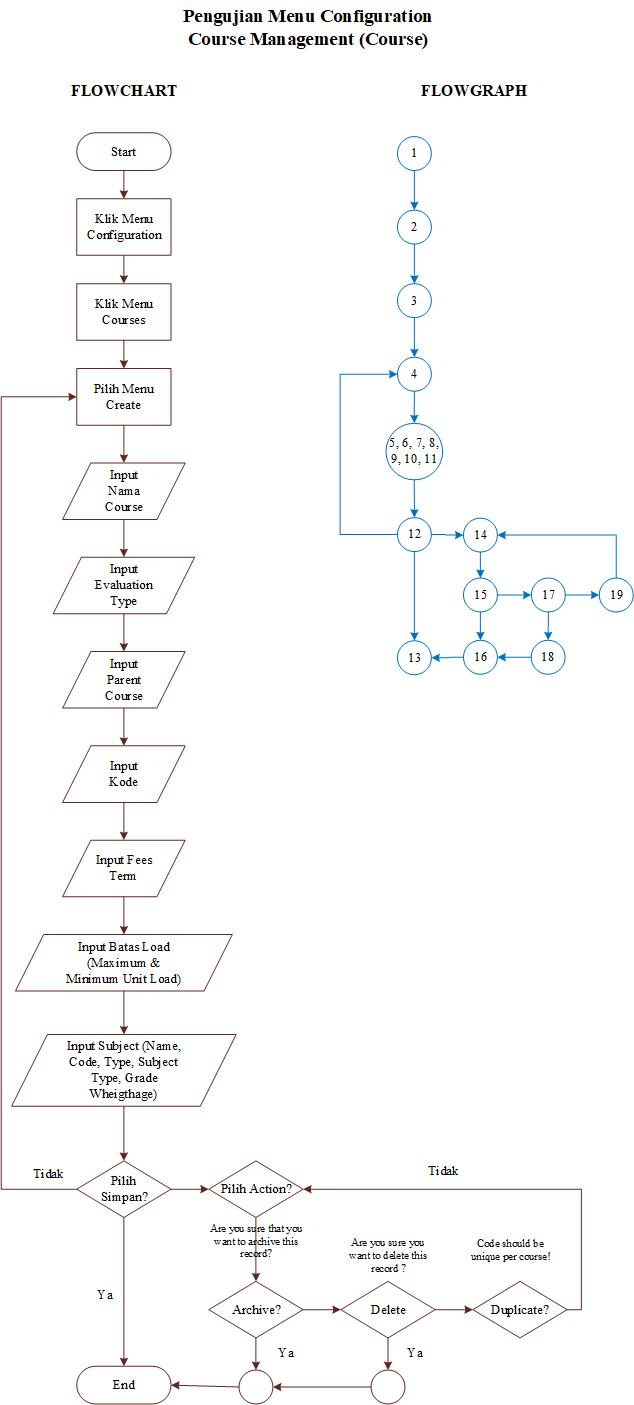 Pengujian Menu Configuration
Course Management (Course)
FLOWCHART
FLOWGRAPH
Start
Klik Menu
Configuration
Klik Menu
Courses
Pilih Menu
Create
Input
Nama
Course
Input
Evaluation
Type
Input
Parent
Course
Input
Kode
Input Fees
Term
Input Batas Load
(Maximum &
Minimum Unit Load)
Input Subject (Name,
Code, Type, Subject
Type, Grade
Wheigthage)
Tidak
Pilih
Simpan?
Pilih Action?
Tidak
Are you sure that you
want to archive this
record?
Are you sure you
want to delete this
record ?
Code should be
unique per course!
Ya
Archive?
Delete
Duplicate?
Ya
Ya
End
1
2
3
4
5, 6, 7, 8,
9, 10, 11
12
14
15
17
19
13
16
18